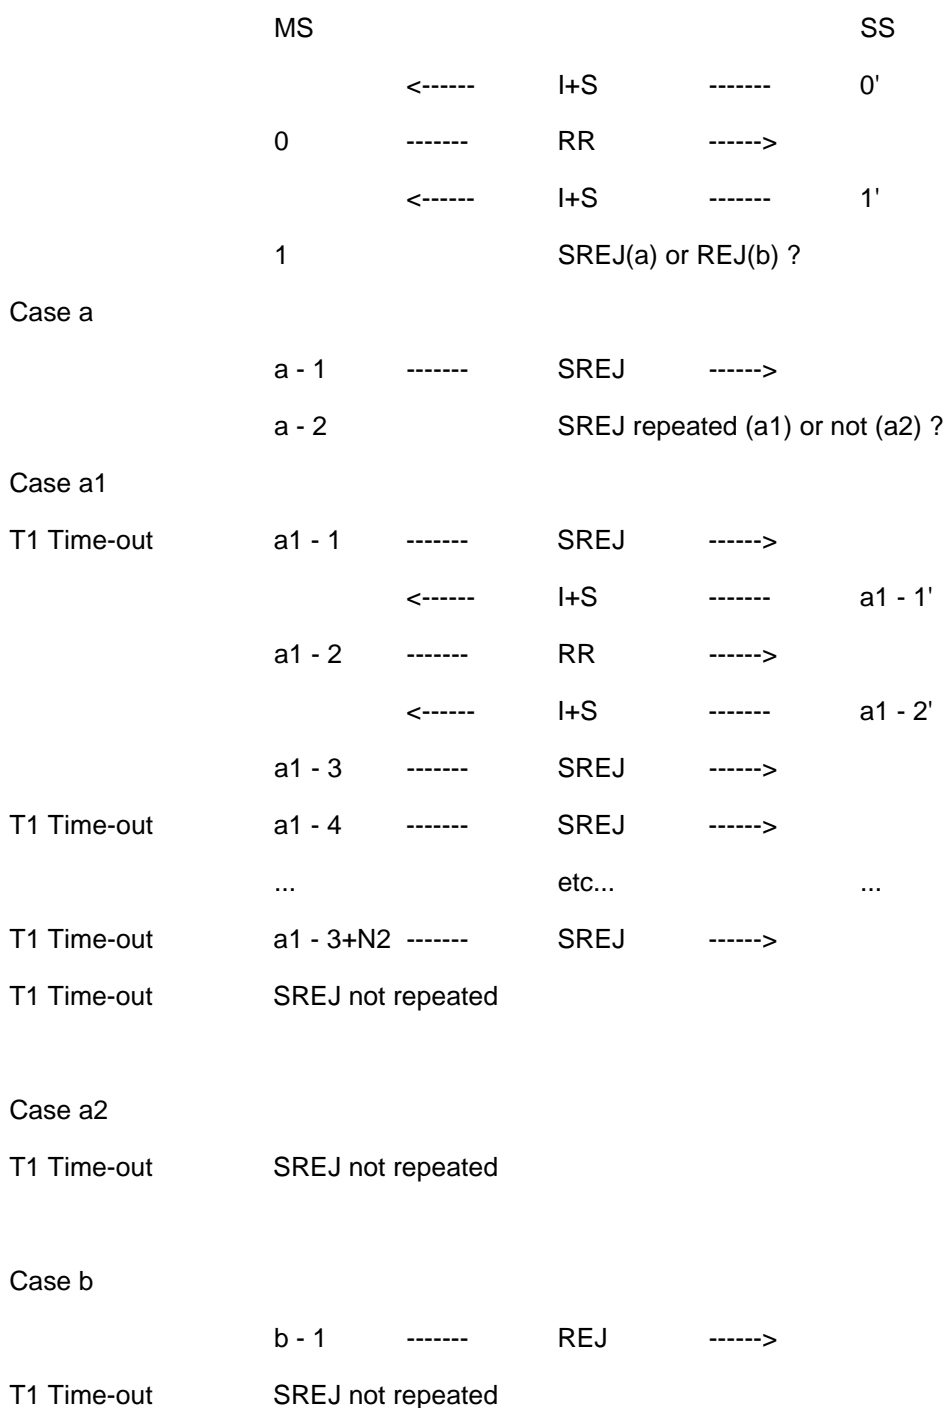 MS SS
<------ I+S ------- 0'
0 ------- RR ------>
<------ I+S ------- 1'
1 SREJ(a) or REJ(b) ?
Case a
a - 1 ------- SREJ ------>
a - 2 SREJ repeated (a1) or not (a2) ?
Case a1
T1 Time-out a1 - 1 ------- SREJ ------>
<------ I+S ------- a1 - 1'
a1 - 2 ------- RR ------>
<------ I+S ------- a1 - 2'
a1 - 3 ------- SREJ ------>
T1 Time-out a1 - 4 ------- SREJ ------>
... etc... ...
T1 Time-out a1 - 3+N2 ------- SREJ ------>
T1 Time-out SREJ not repeated
Case a2
T1 Time-out SREJ not repeated
Case b
b - 1 ------- REJ ------>
T1 Time-out SREJ not repeated